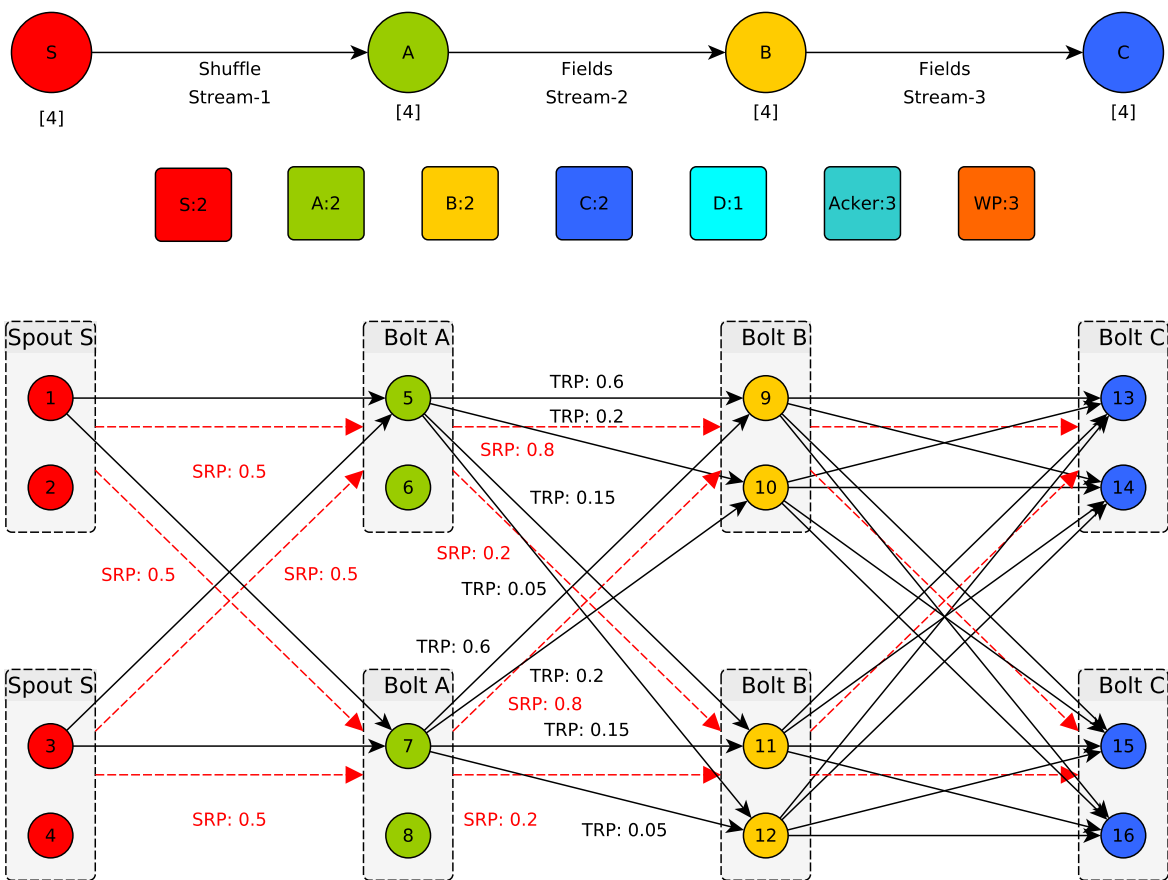 S
A
B
C
Shuffle
Stream-1
Fields
Stream-2
Fields
Stream-3
[4]
[4]
[4]
[4]
S:2
A:2
B:2
C:2
D:1
Acker:3
WP:3
Spout S
Bolt A
Bolt B
Bolt C
1
5
9
13
TRP: 0.6
TRP: 0.2
SRP: 0.8
SRP: 0.5
2
6
10
14
TRP: 0.15
SRP: 0.2
SRP: 0.5
SRP: 0.5
TRP: 0.05
TRP: 0.6
TRP: 0.2
Spout S
Bolt A
Bolt B
Bolt C
SRP: 0.8
TRP: 0.15
3
7
11
15
SRP: 0.5
SRP: 0.2
TRP: 0.05
4
8
12
16